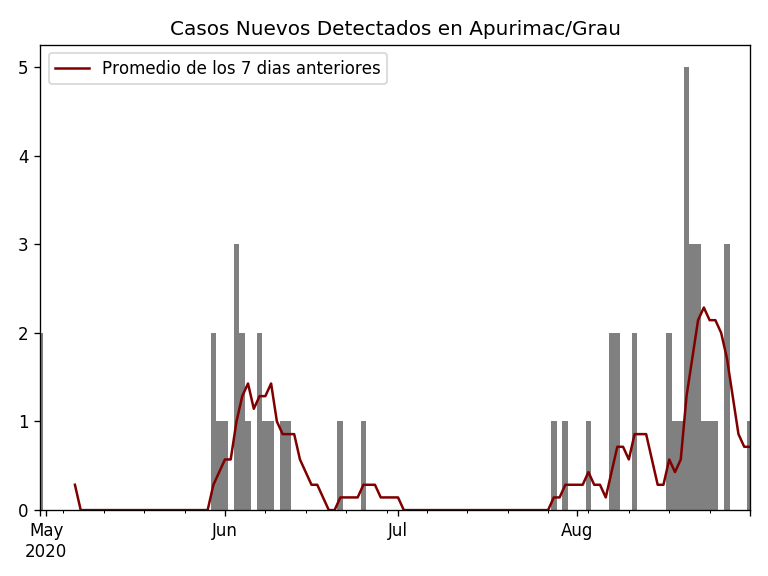 Casos Nuevos Detectados en Apurimac/Grau
Promedio de los 7 dias anteriores
5
4
3
2
1
0
May Jun Jul Aug
2020